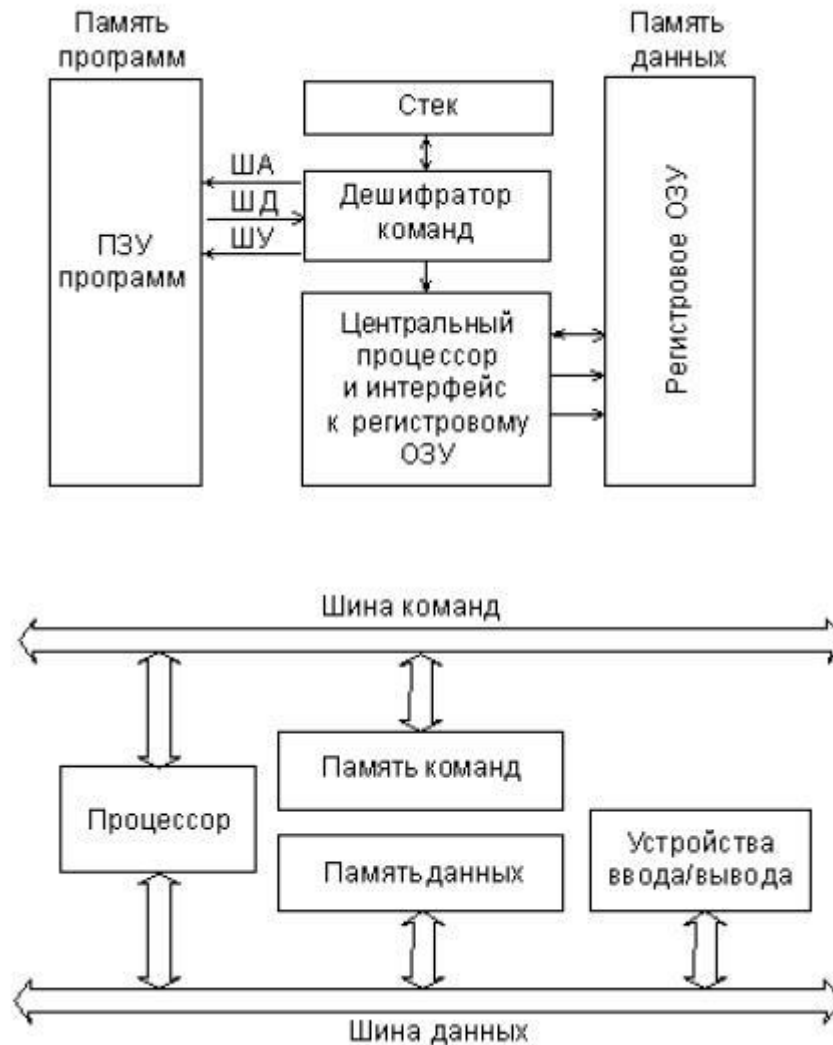 Память
программ
Память
данных
Стек
ША
ШД
ШУ
Дешифратор
команд
ПЗУ
программ
Центральный
процессор
и интерфейс
к регистровому
ОЗУ
Регистровое ОЗУ
Шина команд
Память команд
Процессор
Память данных
Устройства
ввода/вывода
Шина данных